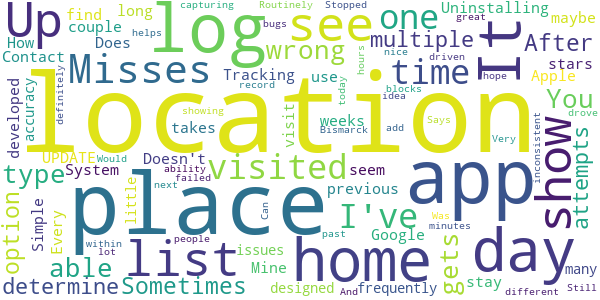 capturing
Routinely
Stopped
Uninstalling
couple find long
Up log see one
How Does
maybe
bugs
helps
hours
nice
driven
multiple It
After great
Contact
Misses wrong time
stars
developed accuracy
definitely
Tracking use
record
Apple
hope
today
blocks
idea
drove
showing
location
You
Says
UPDATE Would
System
takes
Doesn't
visit
weeks
add Bismarck
Very
inconsistent
attempts
type
ability
failed
visited
seem previous
app
show
place
option
Simple
Every
able
next
little
Can
I've
Google
Was
minutes
list
within
lot
people
issues
Mine
past
home
gets
day
stay
many
determine Sometimes
designed
And
frequently
different
Still